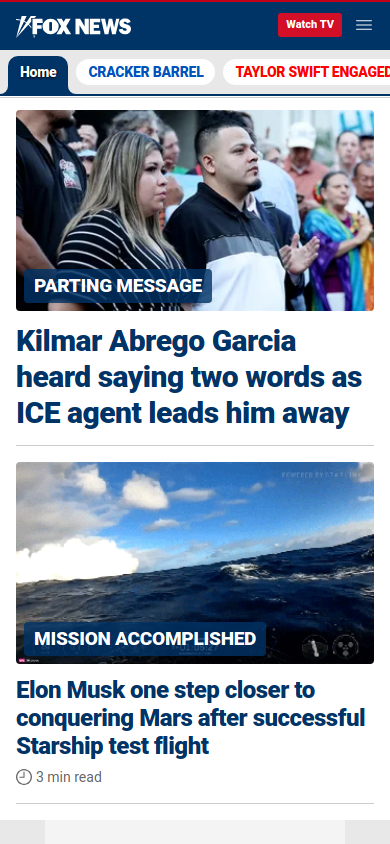 FOX NEWS
Watch TV
Home
CRACKER BARREL
TAYLOR SWIFT ENGAGED
PARTING MESSAGE
Kilmar Abrego Garcia
heard saying two words as
ICE agent leads him away
MISSION ACCOMPLISHED
Elon Musk one step closer to
conquering Mars after successful
Starship test flight
3 min read